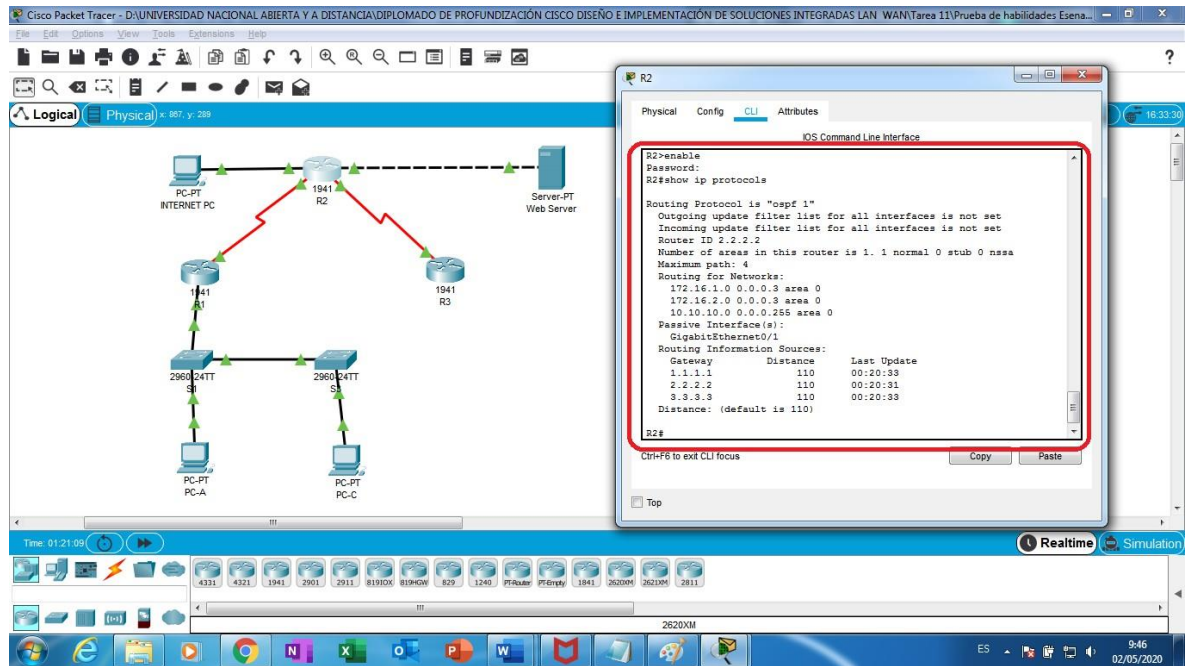 Cisco Packet Tracer - D:\UNIVERSIDAD NACIONAL ABIERTA Y A DISTANCIA\DIPLOMADO DE PROFUNDIZACIÓN CISCO DISEÑO E IMPLEMENTACIÓN DE SOLUCIONES INTEGRADAS LAN WAN\Tarea 11\Prueba de habilidades Esena...
File Edit Options View Tools Extensions Help
?
Logical Physical x: 867, y: 289
16:33:30
PC-PT
INTERNET PC
1941
R2
Server-PT
Web Server
1941
R1
1941
R3
2960-24TT
S1
2960-24TT
S3
PC-PT
PC-A
PC-PT
PC-C
R2
Physical Config CLI Attributes
IOS Command Line Interface
R2>enable
Password:
R2#show ip protocols
Routing Protocol is "ospf 1"
Outgoing update filter list for all interfaces is not set
Incoming update filter list for all interfaces is not set
Router ID 2.2.2.2
Number of areas in this router is 1. 1 normal 0 stub 0 nssa
Maximum path: 4
Routing for Networks:
172.16.1.0 0.0.0.3 area 0
172.16.2.0 0.0.0.3 area 0
10.10.10.0 0.0.0.255 area 0
Passive Interface(s):
GigabitEthernet0/1
Routing Information Sources:
Gateway Distance Last Update
1.1.1.1 110 00:20:33
2.2.2.2 110 00:20:31
3.3.3.3 110 00:20:33
Distance: (default is 110)
R2#
Ctrl+F6 to exit CLI focus
Copy Paste
Top
Time: 01:21:09
Realtime Simulation
4331 4321 1941 2901 2911 819IOX 819HGW 829 1240 PT-Router PT-Empty 1841 2620XM 2621XM 2811
2620XM
ES
9:46
02/05/2020